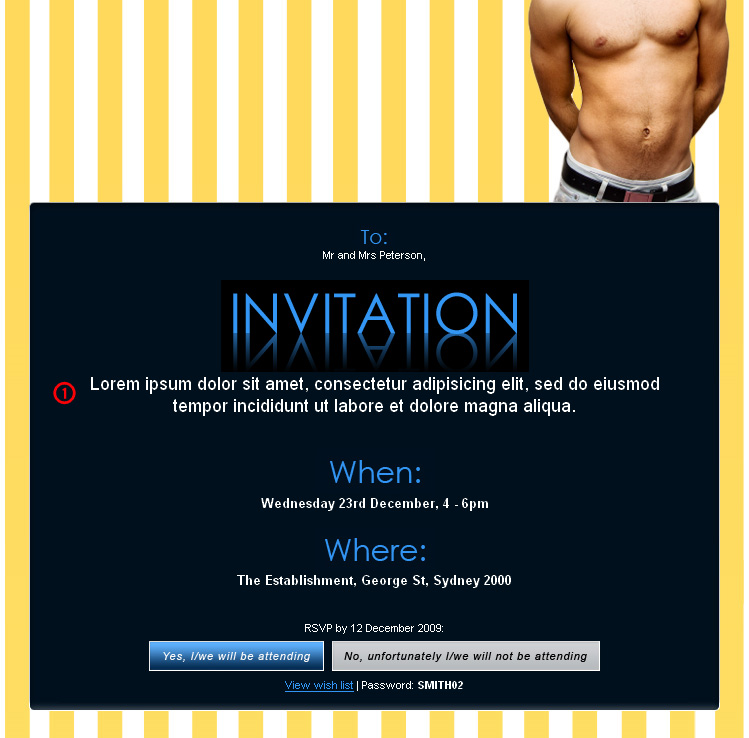 To:
Mr and Mrs Peterson,
INVITATION
1
Lorem ipsum dolor sit amet, consectetur adipisicing elit, sed do eiusmod
tempor incididunt ut labore et dolore magna aliqua.
When:
Wednesday 23rd December, 4 - 6pm
Where:
The Establishment, George St, Sydney 2000
RSVP by 12 December 2009:
Yes, I/we will be attending No, unfortunately I/we will not be attending
View wish list | Password: SMITH02